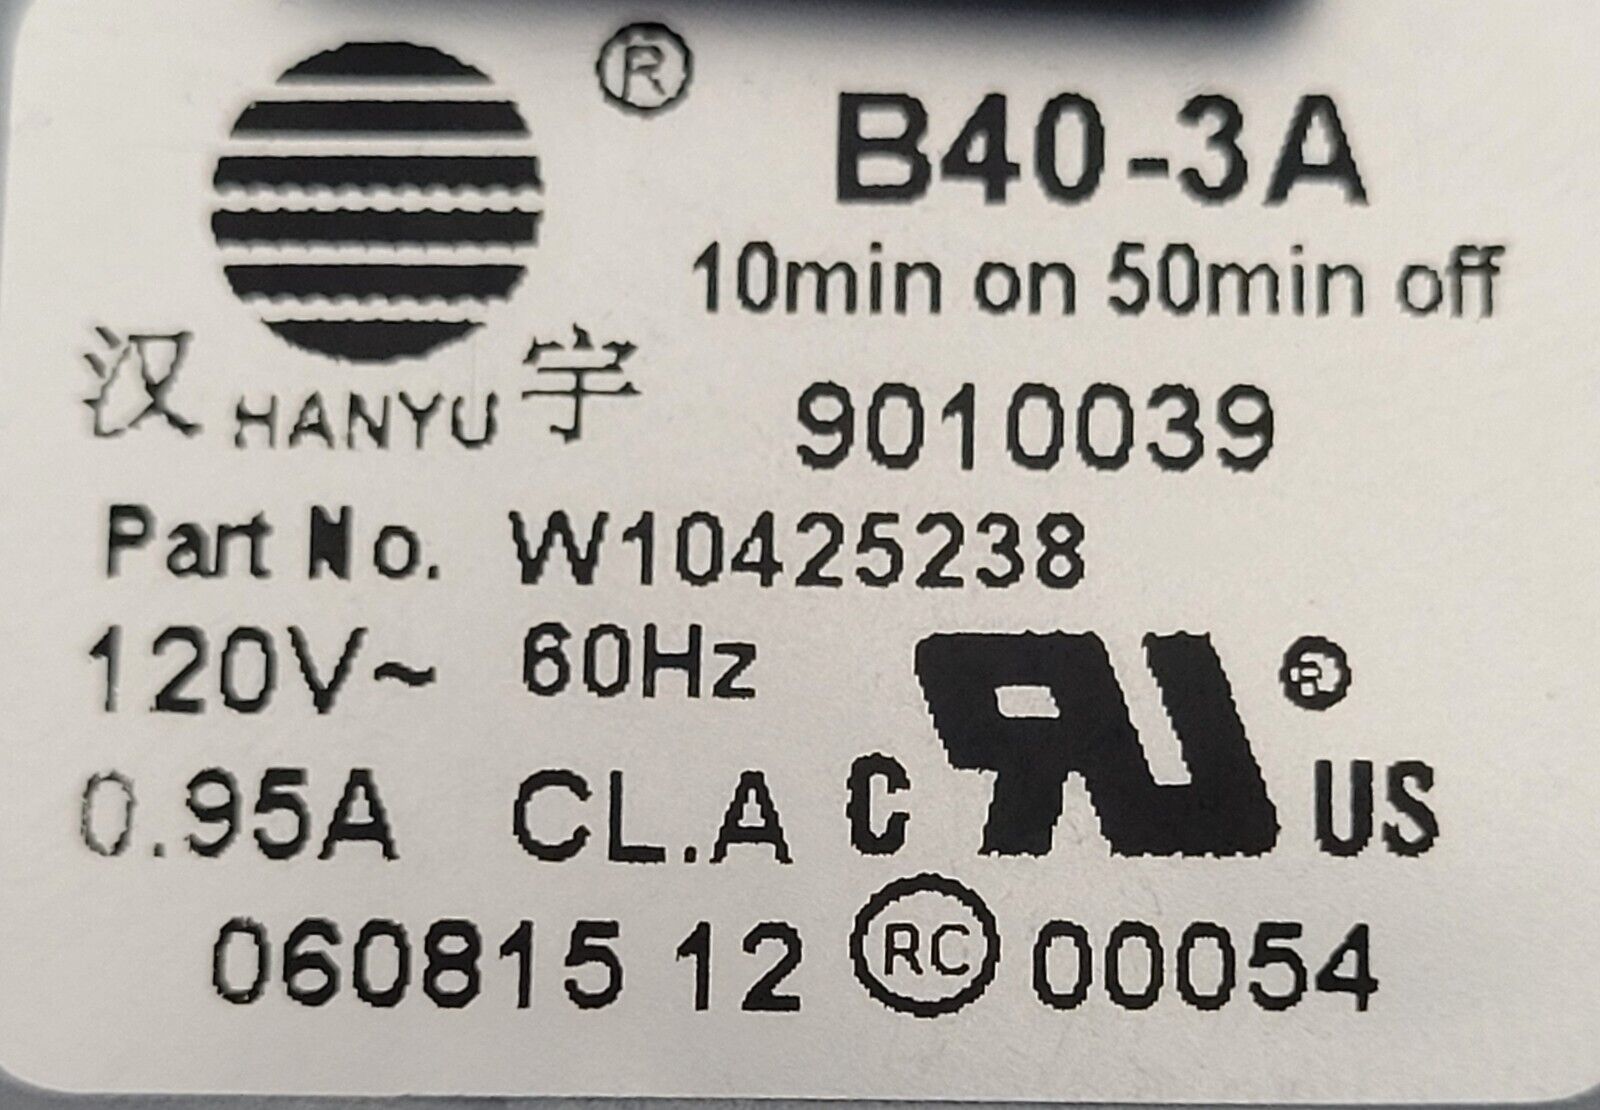 ®
B40-3A
10min on 50min off
汉 HANYU 宇
9010039
Part No. W10425238
120V~ 60Hz
0.95A CL.A
C RU ® US
060815 12 RC 00054